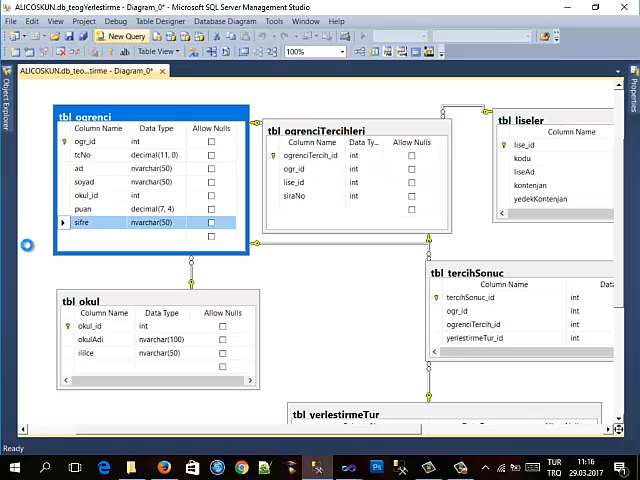 ALICOSKUN.db_teogYerlestirme - Diagram_0* - Microsoft SQL Server Management Studio
File Edit View Project Debug Table Designer Database Diagram Tools Window Help
New Query
Table View 100%
ALICOSKUN.db_teo...tirme - Diagram_0*
Object Explorer
Properties
tbl_ogrenci
Column Name Data Type Allow Nulls
ogr_id int
tcNo decimal(11, 0)
ad nvarchar(50)
soyad nvarchar(50)
okul_id int
puan decimal(7, 4)
sifre nvarchar(50)
tbl_ogrenciTercihleri
Column Name Data Ty... Allow Nulls
ogrenciTercih_id int
ogr_id int
lise_id int
siraNo int
tbl_liseler
Column Name
lise_id
kodu
liseAd
kontenjan
yedekKontenjan
tbl_okul
Column Name Data Type Allow Nulls
okul_id int
okulAdi nvarchar(100)
ililce nvarchar(50)
tbl_tercihSonuc
Column Name Data
tercihSonuc_id int
ogr_id int
ogrenciTercih_id int
yerlestirmeTur_id int
tbl_yerlestirmeTur
Ready
TUR 11:16
TRQ 29.03.2017